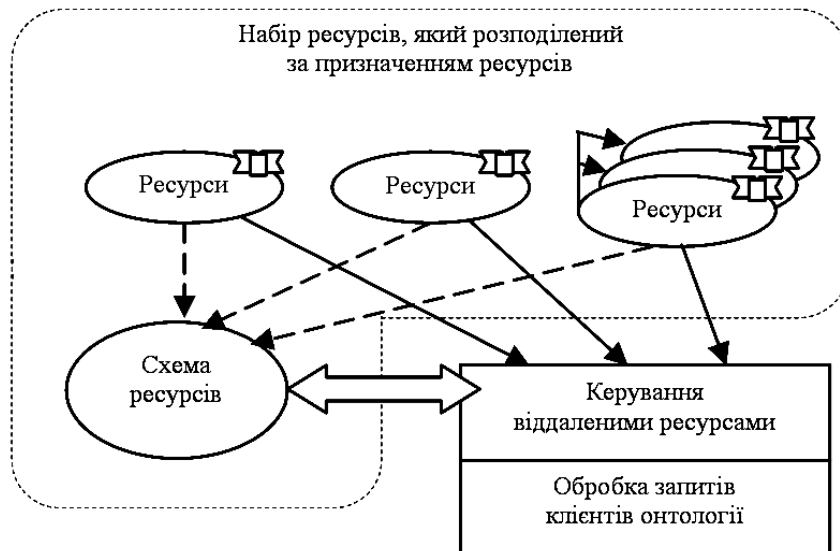 Набір ресурсів, який розподілений
за призначенням ресурсів
Ресурси
Ресурси
Ресурси
Схема
ресурсів
Керування
віддаленими ресурсами
Обробка запитів
клієнтів онтології